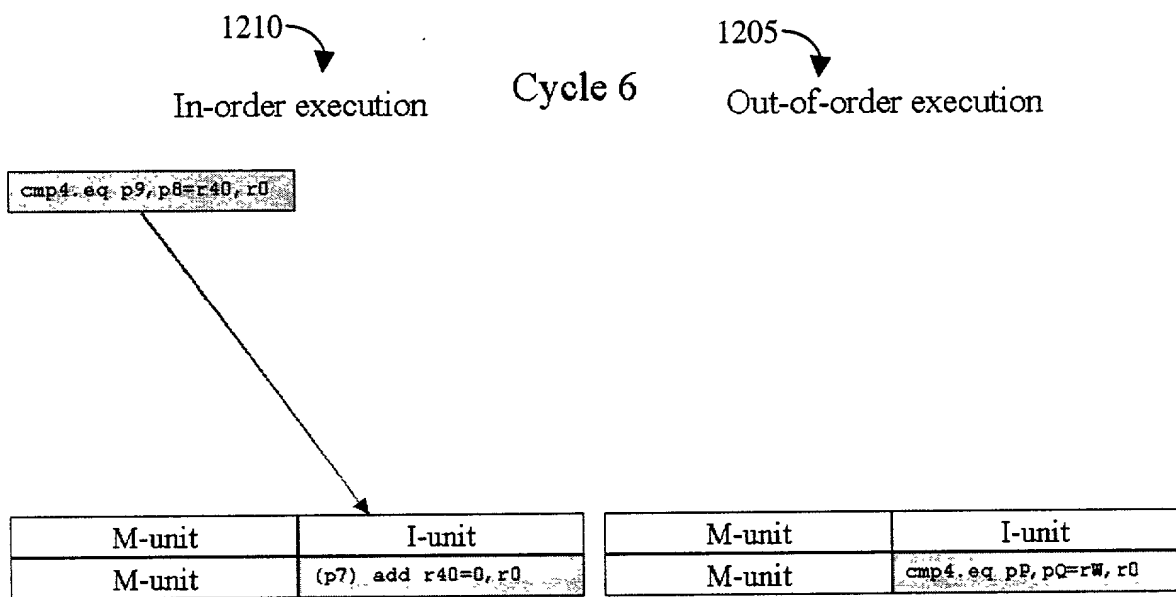 1210
1205
In-order execution
Cycle 6
Out-of-order execution
cmp4.eq p9,p8=r40,r0
M-unit I-unit M-unit I-unit
M-unit (p7) add r40=0,r0 M-unit cmp4.eq pP,pQ=rW,r0